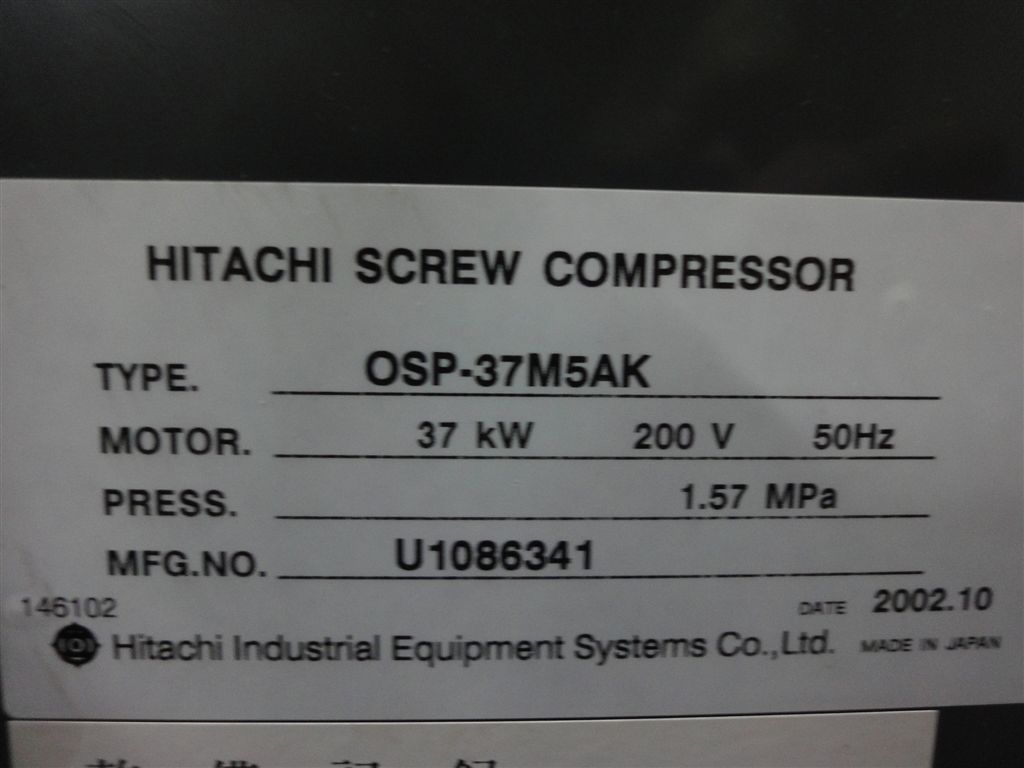 HITACHI SCREW COMPRESSOR
TYPE. OSP-37M5AK
MOTOR. 37 kW 200 V 50Hz
PRESS. 1.57 MPa
MFG.NO. U1086341
146102 DATE 2002.10
Hitachi Industrial Equipment Systems Co.,Ltd. MADE IN JAPAN